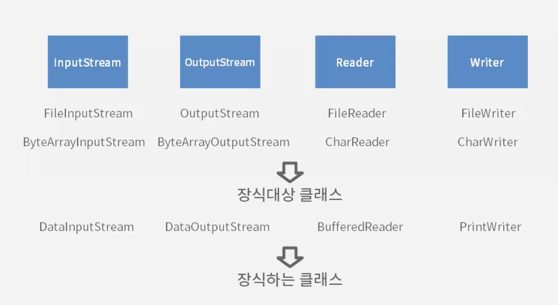 InputStream OutputStream Reader Writer
FileInputStream OutputStream FileReader FileWriter
ByteArrayInputStream ByteArrayOutputStream CharReader CharWriter
장식대상 클래스
DataInputStream DataOutputStream BufferedReader PrintWriter
장식하는 클래스